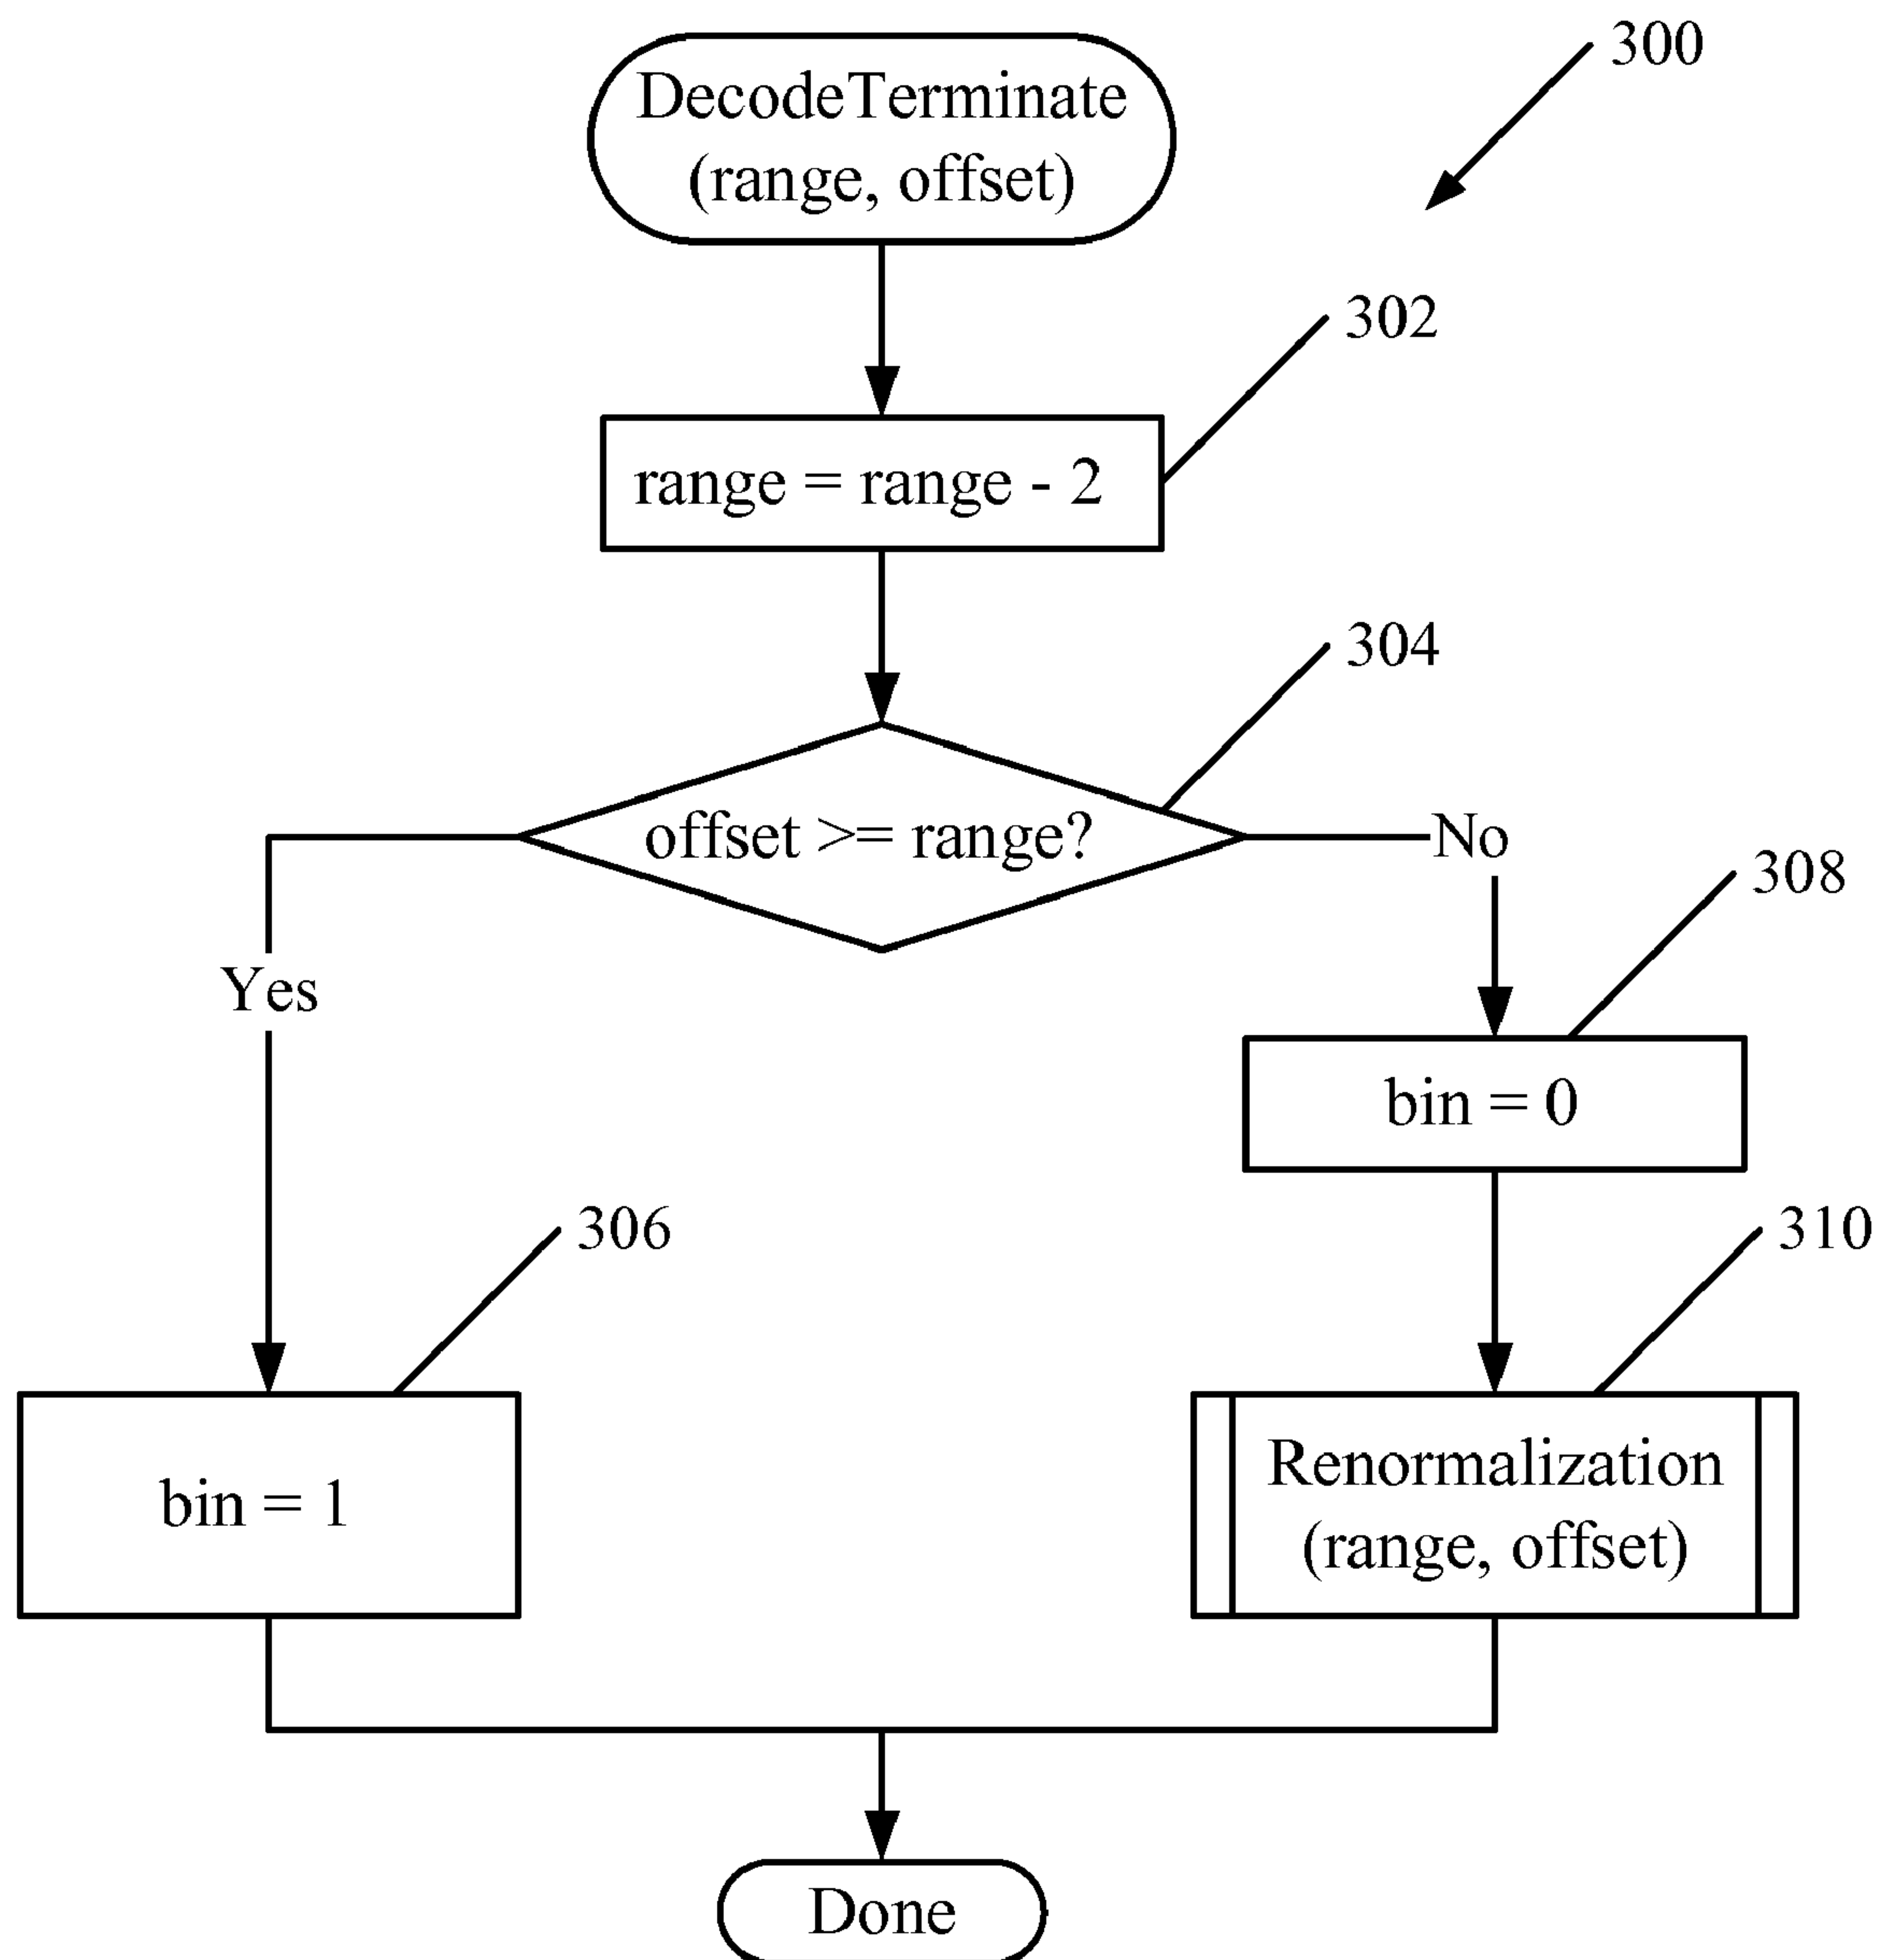 DecodeTerminate
(range, offset)
300
302
range = range - 2
304
offset >= range?
No
308
Yes
bin = 0
306
310
bin = 1
Renormalization
(range, offset)
Done